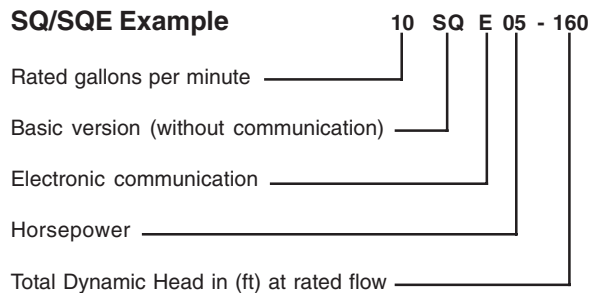 SQ/SQE Example 10 SQ E 05 - 160
Rated gallons per minute
Basic version (without communication)
Electronic communication
Horsepower
Total Dynamic Head in (ft) at rated flow